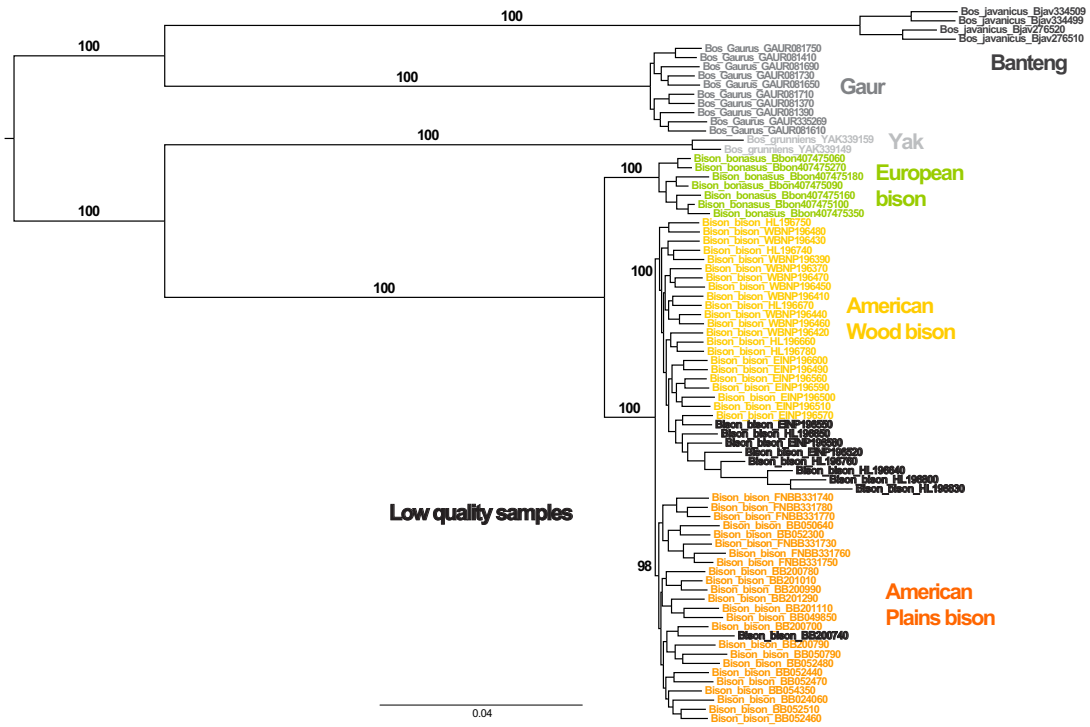 Bos_javanicus_Bjav334509
100
Bos_javanicus_Bjav334499
Bos_javanicus_Bjav276520
Bos_javanicus_Bjav276510
100
Banteng
Bos_Gaurus_GAUR081750
Bos_Gaurus_GAUR081410
Bos_Gaurus_GAUR081690
Bos_Gaurus_GAUR081730
100
Bos_Gaurus_GAUR081650
Gaur
Bos_Gaurus_GAUR081710
Bos_Gaurus_GAUR081370
Bos_Gaurus_GAUR081390
Bos_Gaurus_GAUR335269
Bos_Gaurus_GAUR081610
100
Bos_grunniens_YAK339159
Yak
Bos_grunniens_YAK339149
Bison_bonasus_Bbon407475060
Bison_bonasus_Bbon407475270
100
Bison_bonasus_Bbon407475180
European
bison
Bison_bonasus_Bbon407475090
Bison_bonasus_Bbon407475160
Bison_bonasus_Bbon407475100
Bison_bonasus_Bbon407475350
100
Bison_bison_HL196750
Bison_bison_WBNP196480
Bison_bison_WBNP196430
Bison_bison_HL196740
Bison_bison_WBNP196390
100
Bison_bison_WBNP196370
Bison_bison_WBNP196470
Bison_bison_WBNP196450
100
Bison_bison_WBNP196410
Bison_bison_HL196670
American
Wood bison
Bison_bison_WBNP196440
Bison_bison_WBNP196460
Bison_bison_WBNP196420
Bison_bison_HL196660
Bison_bison_HL196780
Bison_bison_EINP196600
Bison_bison_EINP196490
Bison_bison_EINP196560
Bison_bison_EINP196590
Bison_bison_EINP196500
Bison_bison_EINP196510
100
Bison_bison_EINP196570
Bison_bison_EINP196550
Bison_bison_HL196650
Bison_bison_EINP196580
Bison_bison_EINP196520
Bison_bison_HL196760
Bison_bison_HL196640
Bison_bison_HL196800
Bison_bison_HL196830
Low quality samples
Bison_bison_FNBB331740
Bison_bison_FNBB331780
Bison_bison_FNBB331770
Bison_bison_BB050640
Bison_bison_BB052300
Bison_bison_FNBB331730
Bison_bison_FNBB331760
Bison_bison_FNBB331750
98
Bison_bison_BB200780
Bison_bison_BB201010
Bison_bison_BB200990
American
Plains bison
Bison_bison_BB201290
Bison_bison_BB201110
Bison_bison_BB049850
Bison_bison_BB200700
Bison_bison_BB200740
Bison_bison_BB200790
Bison_bison_BB050790
Bison_bison_BB052480
Bison_bison_BB052440
Bison_bison_BB052470
Bison_bison_BB054350
Bison_bison_BB024060
Bison_bison_BB052510
Bison_bison_BB052460
0.04